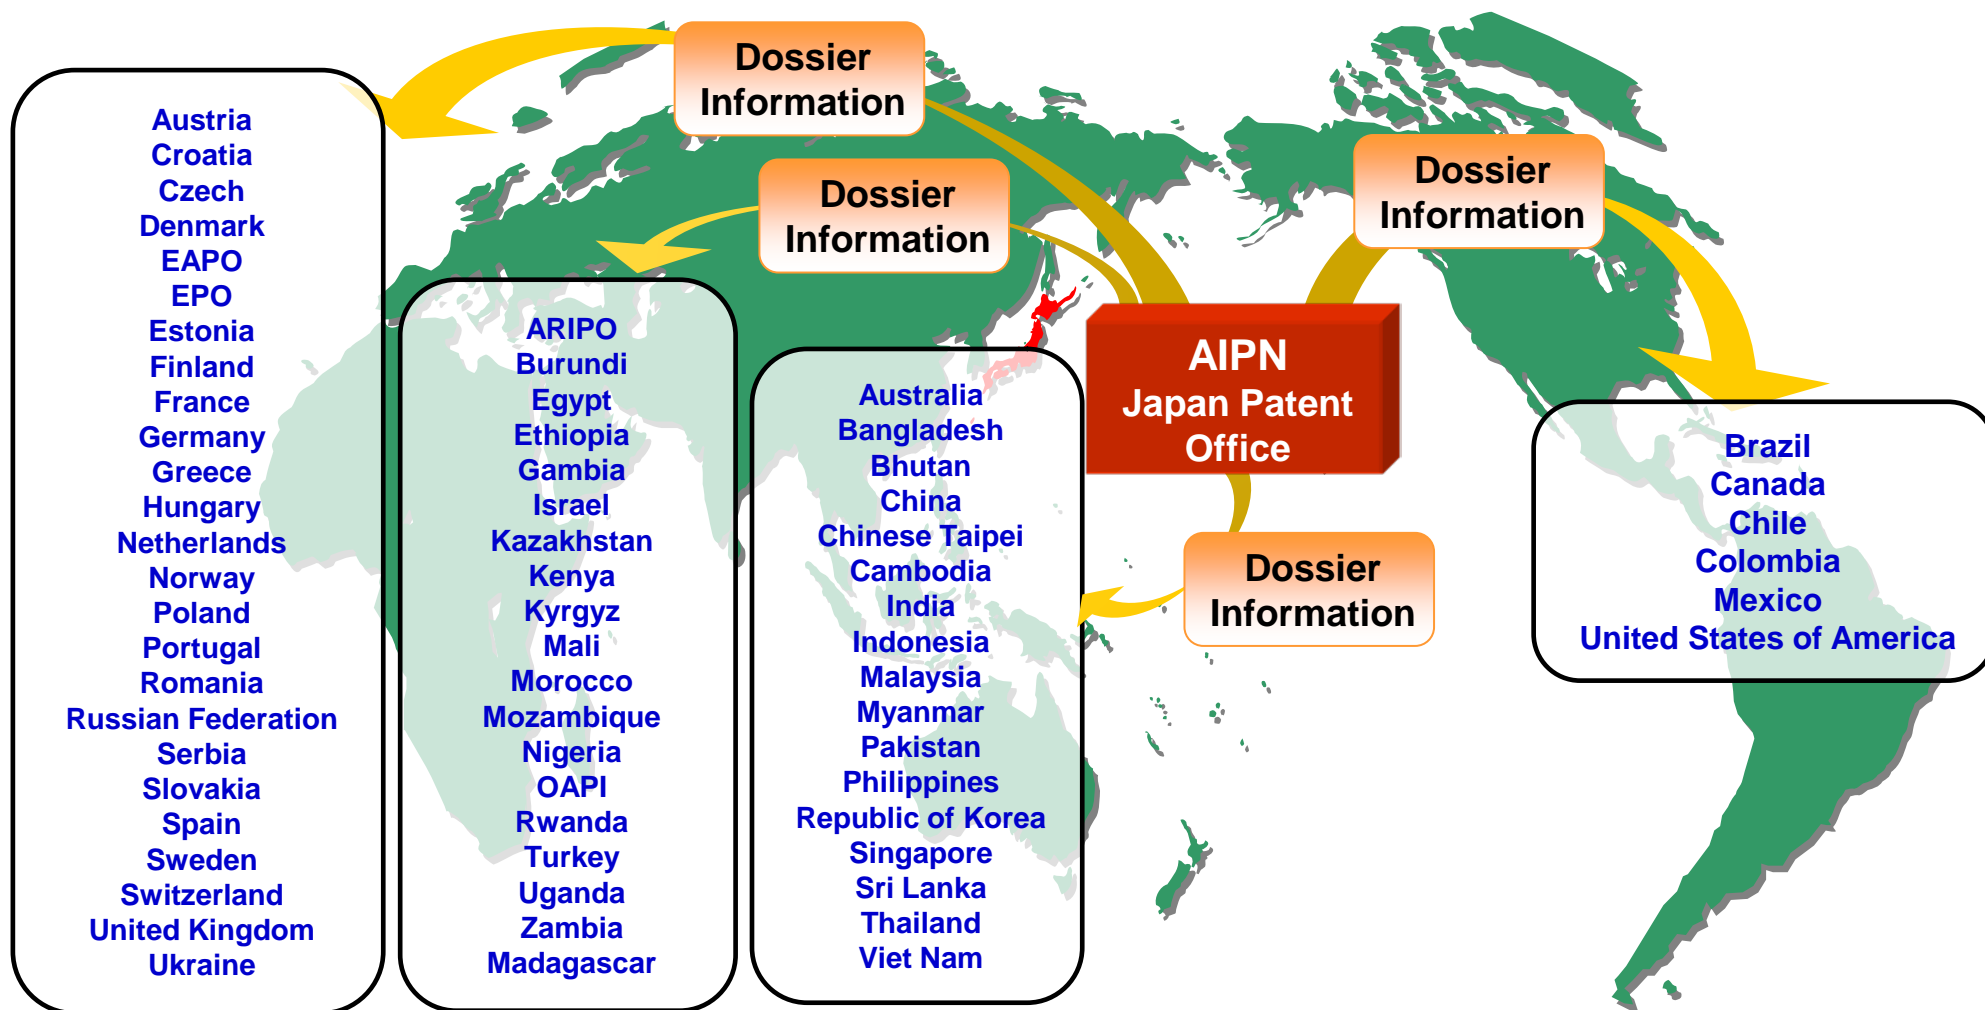 Dossier
Information
Dossier
Information
Dossier
Information
AIPN
Japan Patent
Office
Dossier
Information
Austria
Croatia
Czech
Denmark
EAPO
EPO
Estonia
Finland
France
Germany
Greece
Hungary
Netherlands
Norway
Poland
Portugal
Romania
Russian Federation
Serbia
Slovakia
Spain
Sweden
Switzerland
United Kingdom
Ukraine
ARIPO
Burundi
Egypt
Ethiopia
Gambia
Israel
Kazakhstan
Kenya
Kyrgyz
Mali
Morocco
Mozambique
Nigeria
OAPI
Rwanda
Turkey
Uganda
Zambia
Madagascar
Australia
Bangladesh
Bhutan
China
Chinese Taipei
Cambodia
India
Indonesia
Malaysia
Myanmar
Pakistan
Philippines
Republic of Korea
Singapore
Sri Lanka
Thailand
Viet Nam
Brazil
Canada
Chile
Colombia
Mexico
United States of America